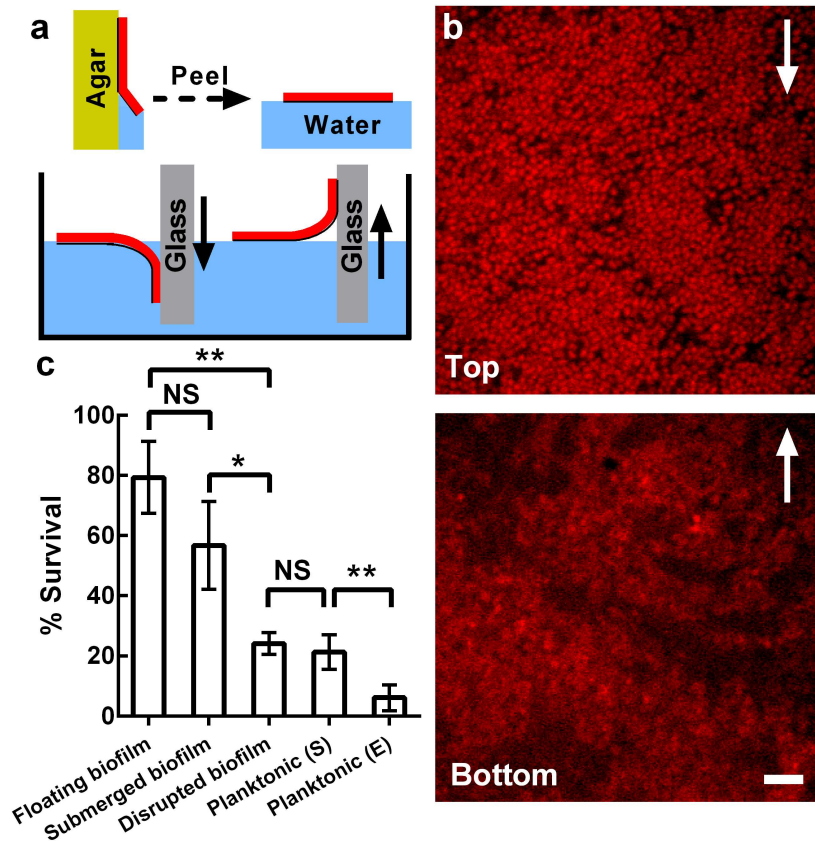 a
Agar
Peel
Water
Glass
Glass
b
Top
Bottom
c
**
NS
*
NS
**
% Survival
100
80
60
40
20
0
Floating biofilm
Submerged biofilm
Disrupted biofilm
Planktonic (S)
Planktonic (E)